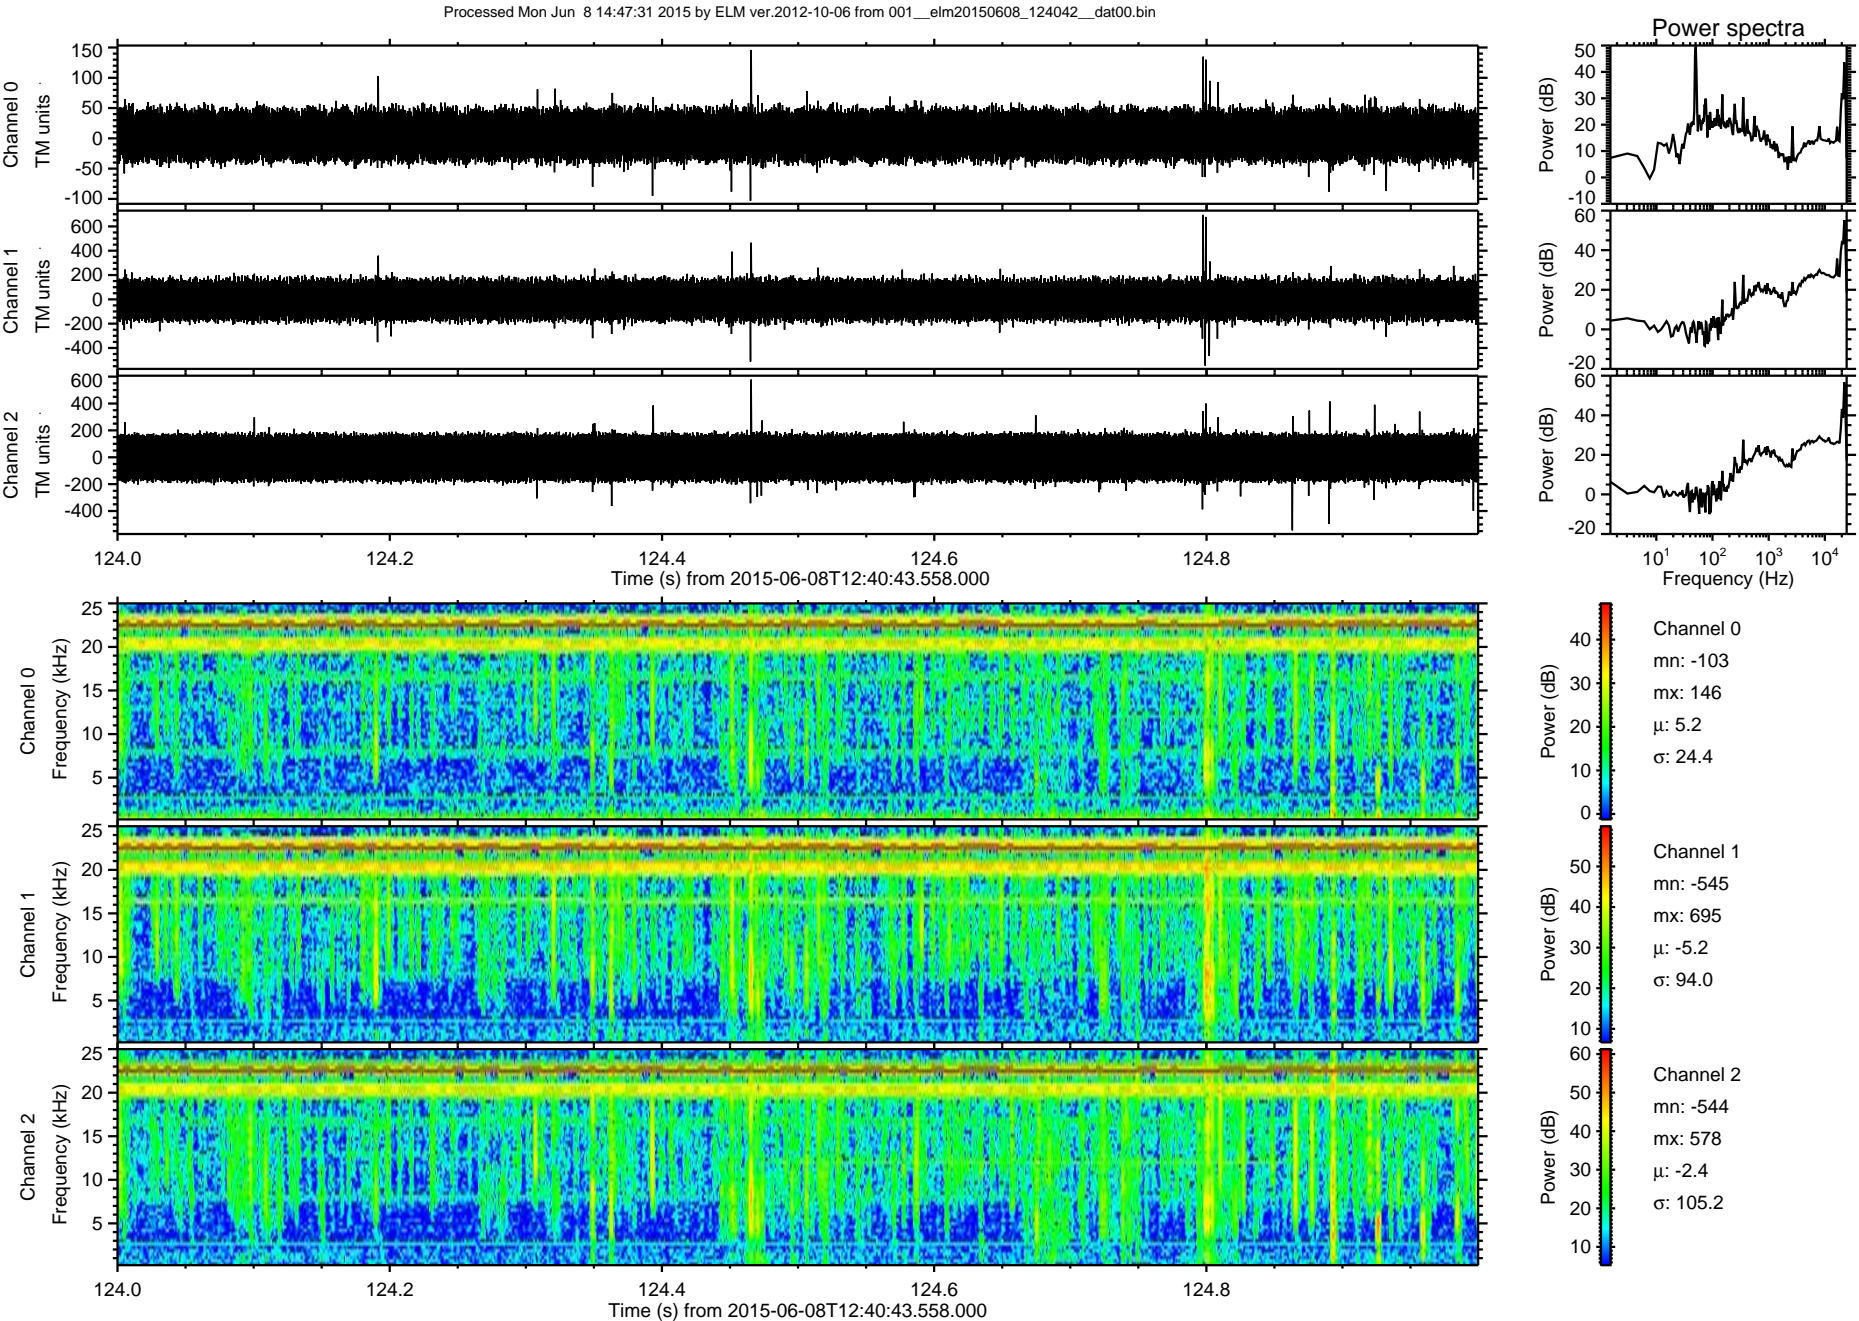 Processed Mon Jun 8 14:47:31 2015 by ELM ver.2012-10-06 from 001__elm20150608_124042__dat00.bin
Power spectra
Channel 0
TM units
150
100
50
0
-50
-100
Power (dB)
50
40
30
20
10
0
-10
Channel 1
TM units
600
400
200
0
-200
-400
Power (dB)
60
40
20
0
-20
Channel 2
TM units
600
400
200
0
-200
-400
Power (dB)
60
40
20
0
-20
124.0
124.2
124.4
124.6
124.8
Time (s) from 2015-06-08T12:40:43.558.000
10^1
10^2
10^3
10^4
Frequency (Hz)
Channel 0
Frequency (kHz)
25
20
15
10
5
Power (dB)
40
30
20
10
0
Channel 0
mn: -103
mx: 146
μ: 5.2
σ: 24.4
Channel 1
Frequency (kHz)
25
20
15
10
5
Power (dB)
50
40
30
20
10
Channel 1
mn: -545
mx: 695
μ: -5.2
σ: 94.0
Channel 2
Frequency (kHz)
25
20
15
10
5
Power (dB)
60
50
40
30
20
10
Channel 2
mn: -544
mx: 578
μ: -2.4
σ: 105.2
124.0
124.2
124.4
124.6
124.8
Time (s) from 2015-06-08T12:40:43.558.000